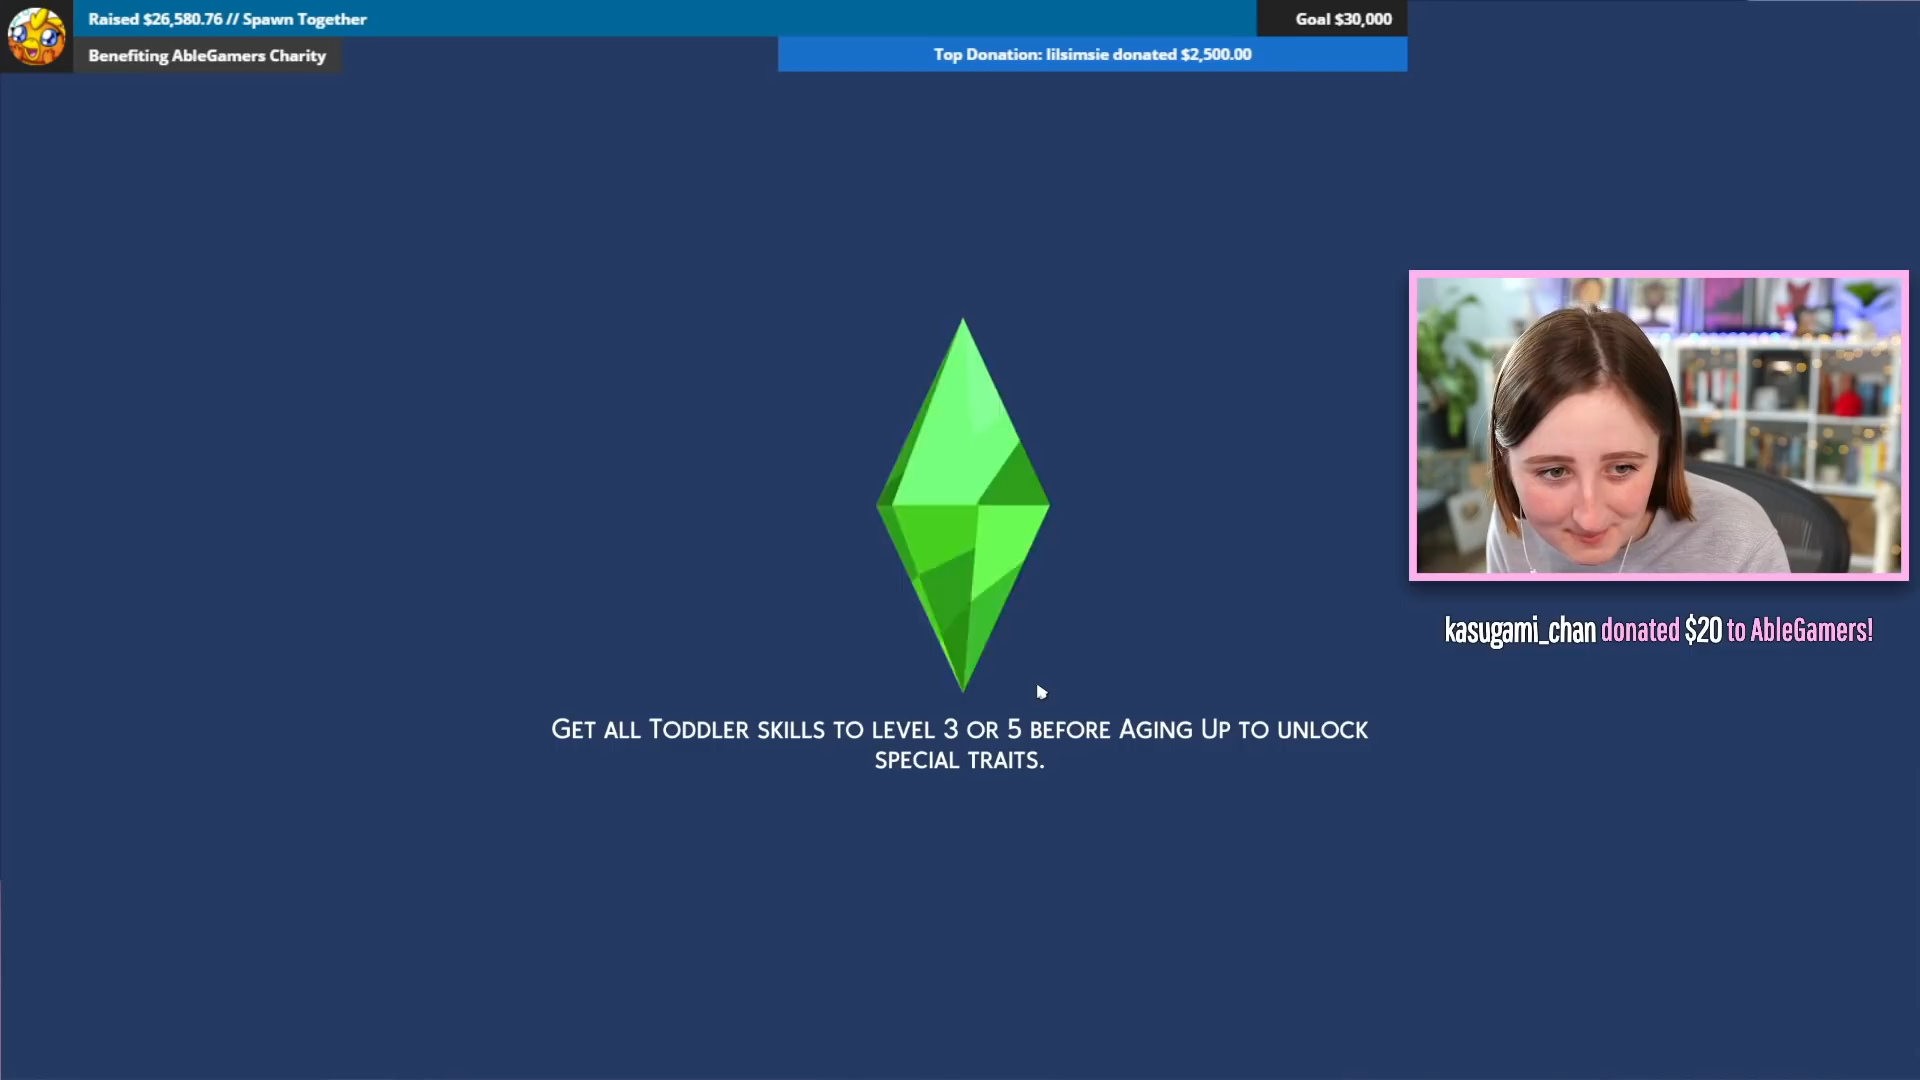 Raised $26,580.76 // Spawn Together
Goal $30,000
Benefiting AbleGamers Charity
Top Donation: lilsimsie donated $2,500.00
kasugami_chan donated $20 to AbleGamers!
Get all Toddler skills to level 3 or 5 before Aging Up to unlock
special traits.